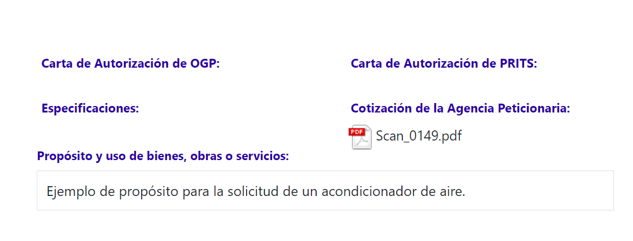 Carta de Autorización de OGP:
Carta de Autorización de PRITS:
Especificaciones:
Cotización de la Agencia Peticionaria:
PDF
Scan_0149.pdf
Propósito y uso de bienes, obras o servicios:
Ejemplo de propósito para la solicitud de un acondicionador de aire.